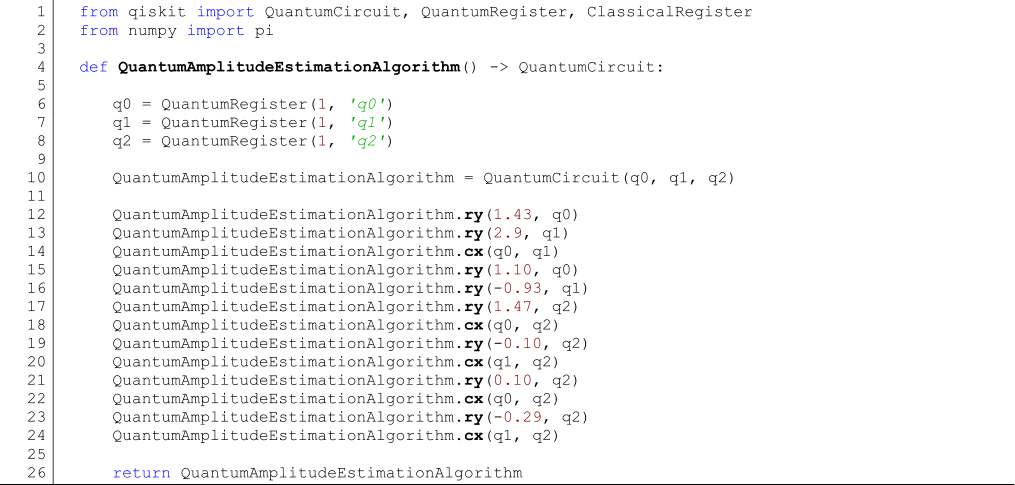 1 from qiskit import QuantumCircuit, QuantumRegister, ClassicalRegister
2 from numpy import pi
3
4 def QuantumAmplitudeEstimationAlgorithm() -> QuantumCircuit:
5
6 q0 = QuantumRegister(1, 'q0')
7 q1 = QuantumRegister(1, 'q1')
8 q2 = QuantumRegister(1, 'q2')
9
10 QuantumAmplitudeEstimationAlgorithm = QuantumCircuit(q0, q1, q2)
11
12 QuantumAmplitudeEstimationAlgorithm.ry(1.43, q0)
13 QuantumAmplitudeEstimationAlgorithm.ry(2.9, q1)
14 QuantumAmplitudeEstimationAlgorithm.cx(q0, q1)
15 QuantumAmplitudeEstimationAlgorithm.ry(1.10, q0)
16 QuantumAmplitudeEstimationAlgorithm.ry(-0.93, q1)
17 QuantumAmplitudeEstimationAlgorithm.ry(1.47, q2)
18 QuantumAmplitudeEstimationAlgorithm.cx(q0, q2)
19 QuantumAmplitudeEstimationAlgorithm.ry(-0.10, q2)
20 QuantumAmplitudeEstimationAlgorithm.cx(q1, q2)
21 QuantumAmplitudeEstimationAlgorithm.ry(0.10, q2)
22 QuantumAmplitudeEstimationAlgorithm.cx(q0, q2)
23 QuantumAmplitudeEstimationAlgorithm.ry(-0.29, q2)
24 QuantumAmplitudeEstimationAlgorithm.cx(q1, q2)
25
26 return QuantumAmplitudeEstimationAlgorithm